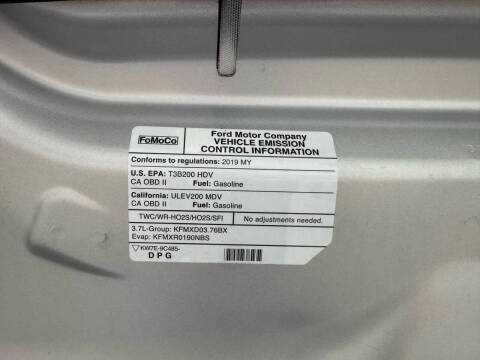 FoMoCo
Ford Motor Company
VEHICLE EMISSION
CONTROL INFORMATION
Conforms to regulations: 2019 MY
U.S. EPA: T3B200 HDV
CA OBD II Fuel: Gasoline
California: ULEV200 MDV
CA OBD II Fuel: Gasoline
TWC/WR-HO2S/HO2S/SFI No adjustments needed.
3.7L-Group: KFMXD03.76BX
Evap: KFMXR0190NBS
KW7E-9C485-
D P G